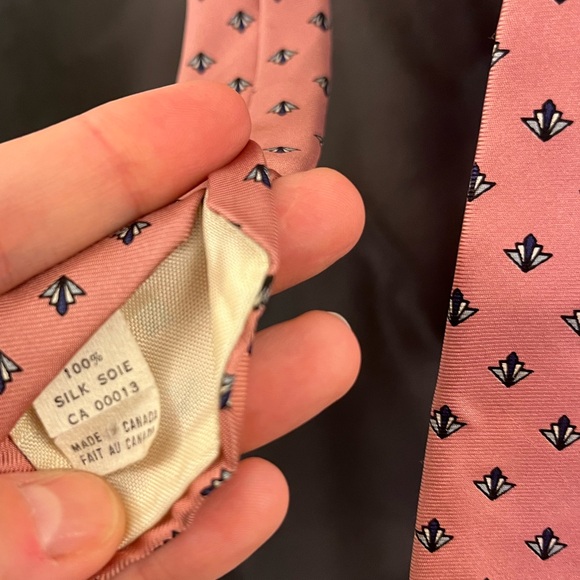 100%
SILK SOIE
CA 00013
MADE IN CANADA
FAIT AU CANADA